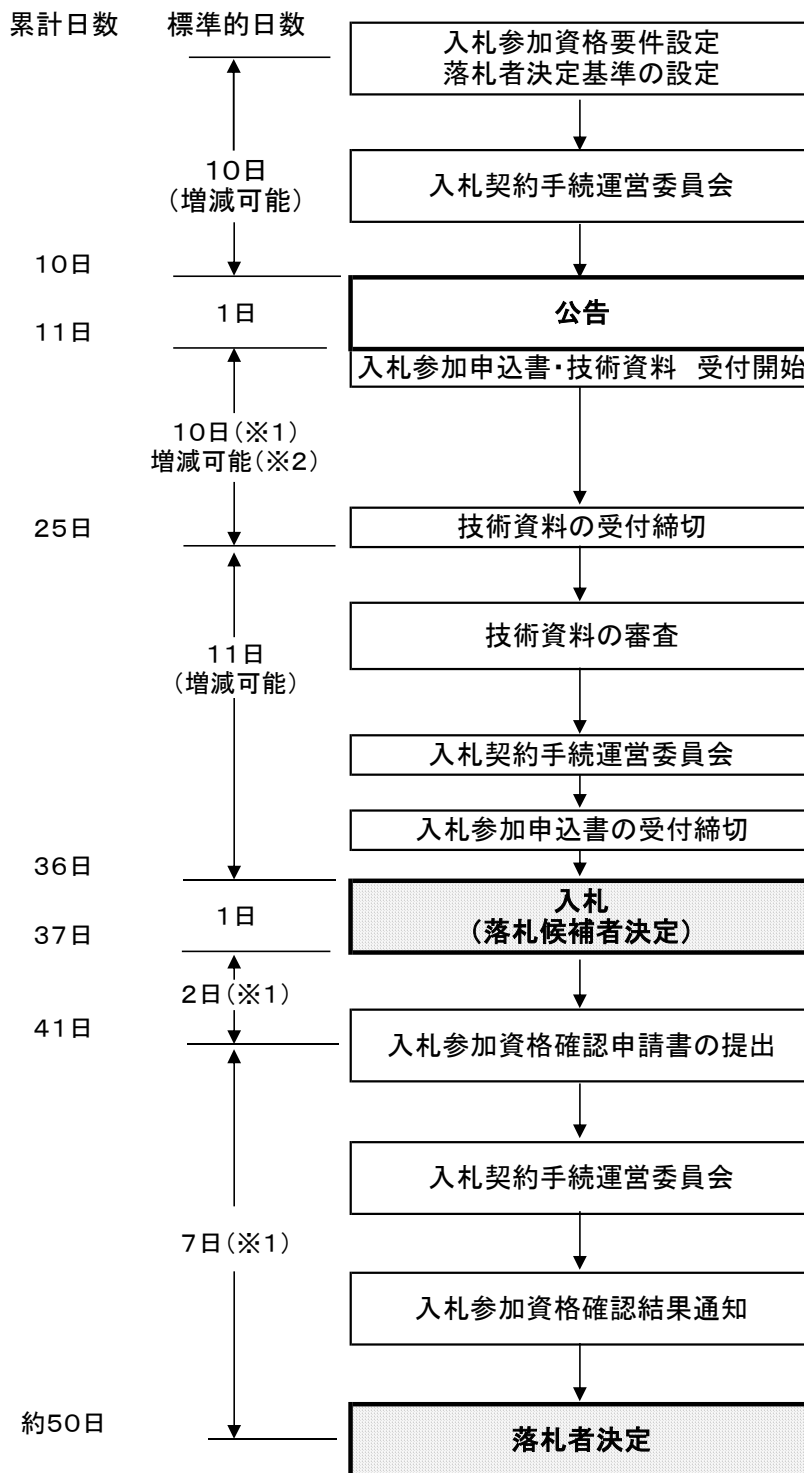 累計日数　標準的日数
入札参加資格要件設定
落札者決定基準の設定
10日
（増減可能）
入札契約手続運営委員会
10日
公告
1日
11日
入札参加申込書・技術資料　受付開始
10日（※1）
増減可能（※2）
25日
技術資料の受付締切
技術資料の審査
11日
（増減可能）
入札契約手続運営委員会
入札参加申込書の受付締切
36日
入札
（落札候補者決定）
1日
37日
2日（※1）
41日
入札参加資格確認申請書の提出
入札契約手続運営委員会
7日（※1）
入札参加資格確認結果通知
約50日
落札者決定